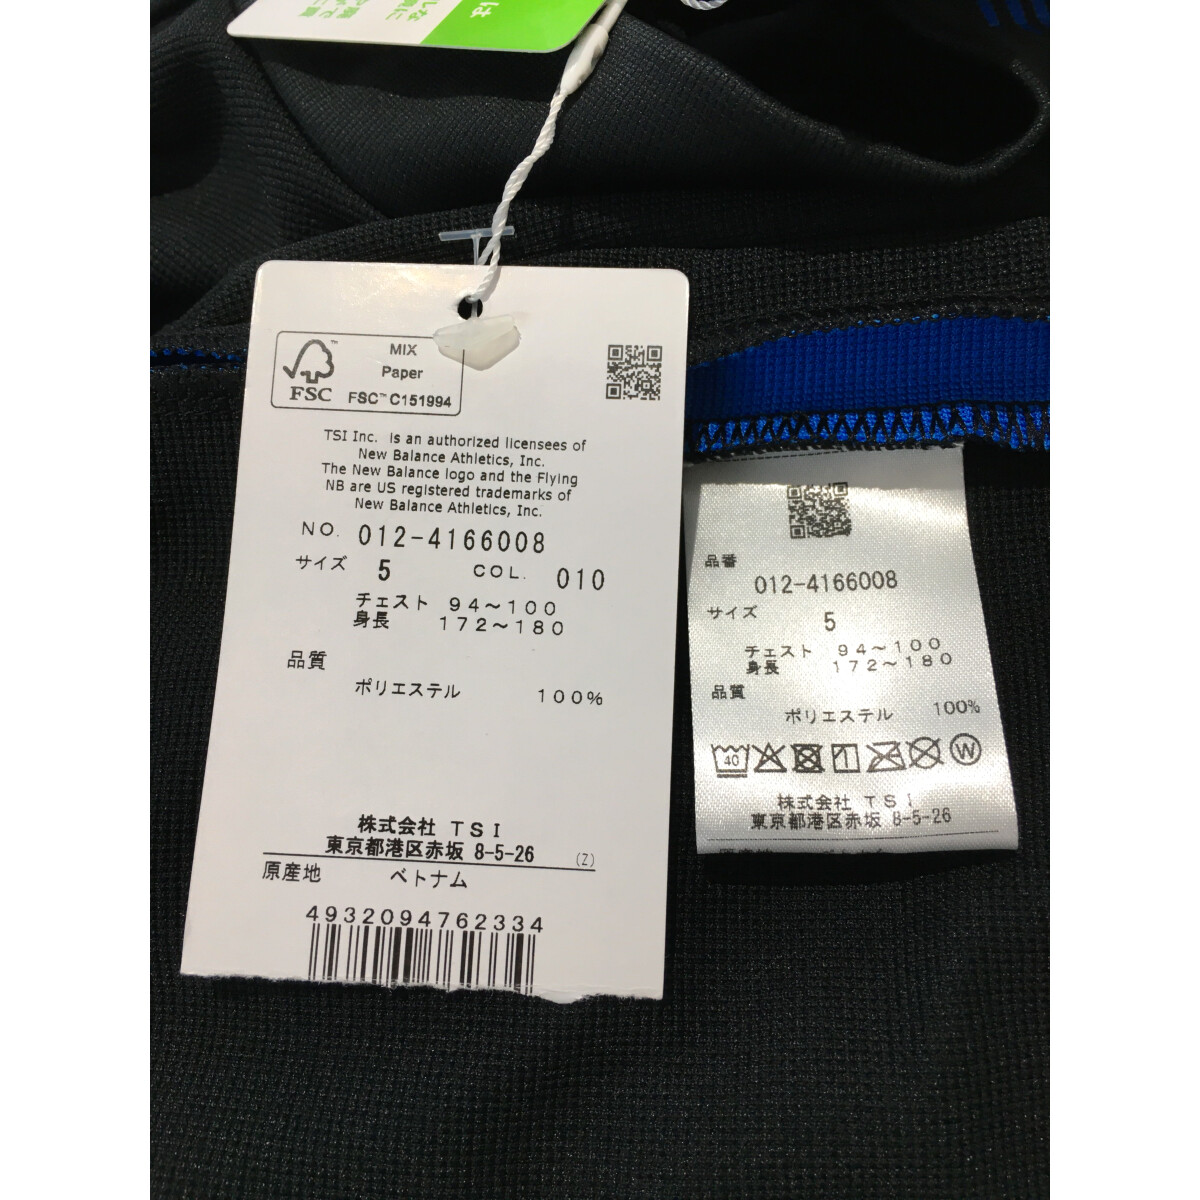 MIX
Paper
FSC
FSC™ C151994
TSI Inc. is an authorized licensees of
New Balance Athletics, Inc.
The New Balance logo and the Flying
NB are US registered trademarks of
New Balance Athletics, Inc.
NO. 012-4166008
サイズ 5 COL. 010
チェスト 94～100
身長 172～180
品質
ポリエステル 100%
株式会社 TSI
東京都港区赤坂 8-5-26 (Z)
原産地 ベトナム
4932094762334
品番
012-4166008
サイズ
5
チェスト 94～100
身長 172～180
品質
ポリエステル 100%
40 W
株式会社 TSI
東京都港区赤坂 8-5-26